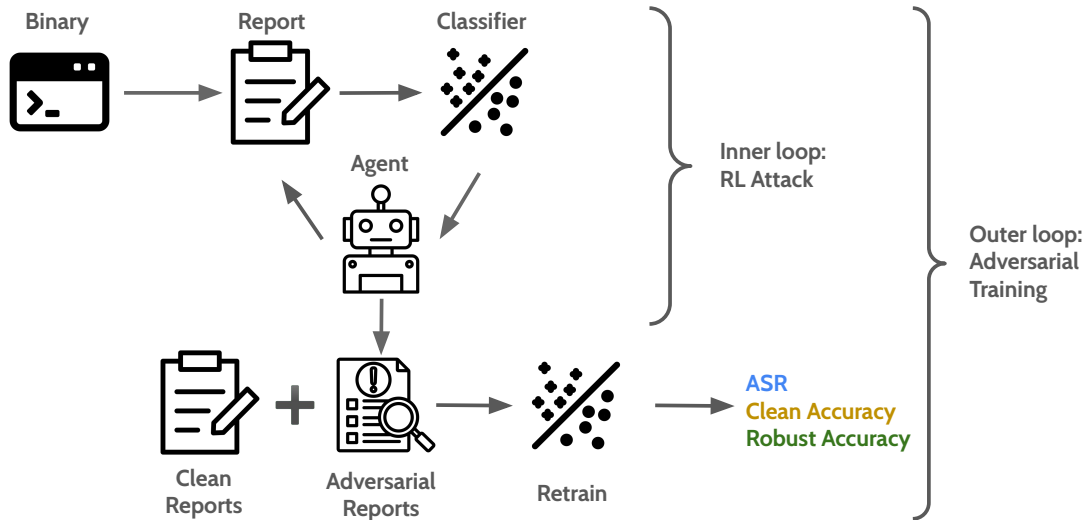 Binary
Report
Classifier
Agent
Inner loop:
RL Attack
Outer loop:
Adversarial
Training
Clean
Reports
Adversarial
Reports
Retrain
ASR
Clean Accuracy
Robust Accuracy